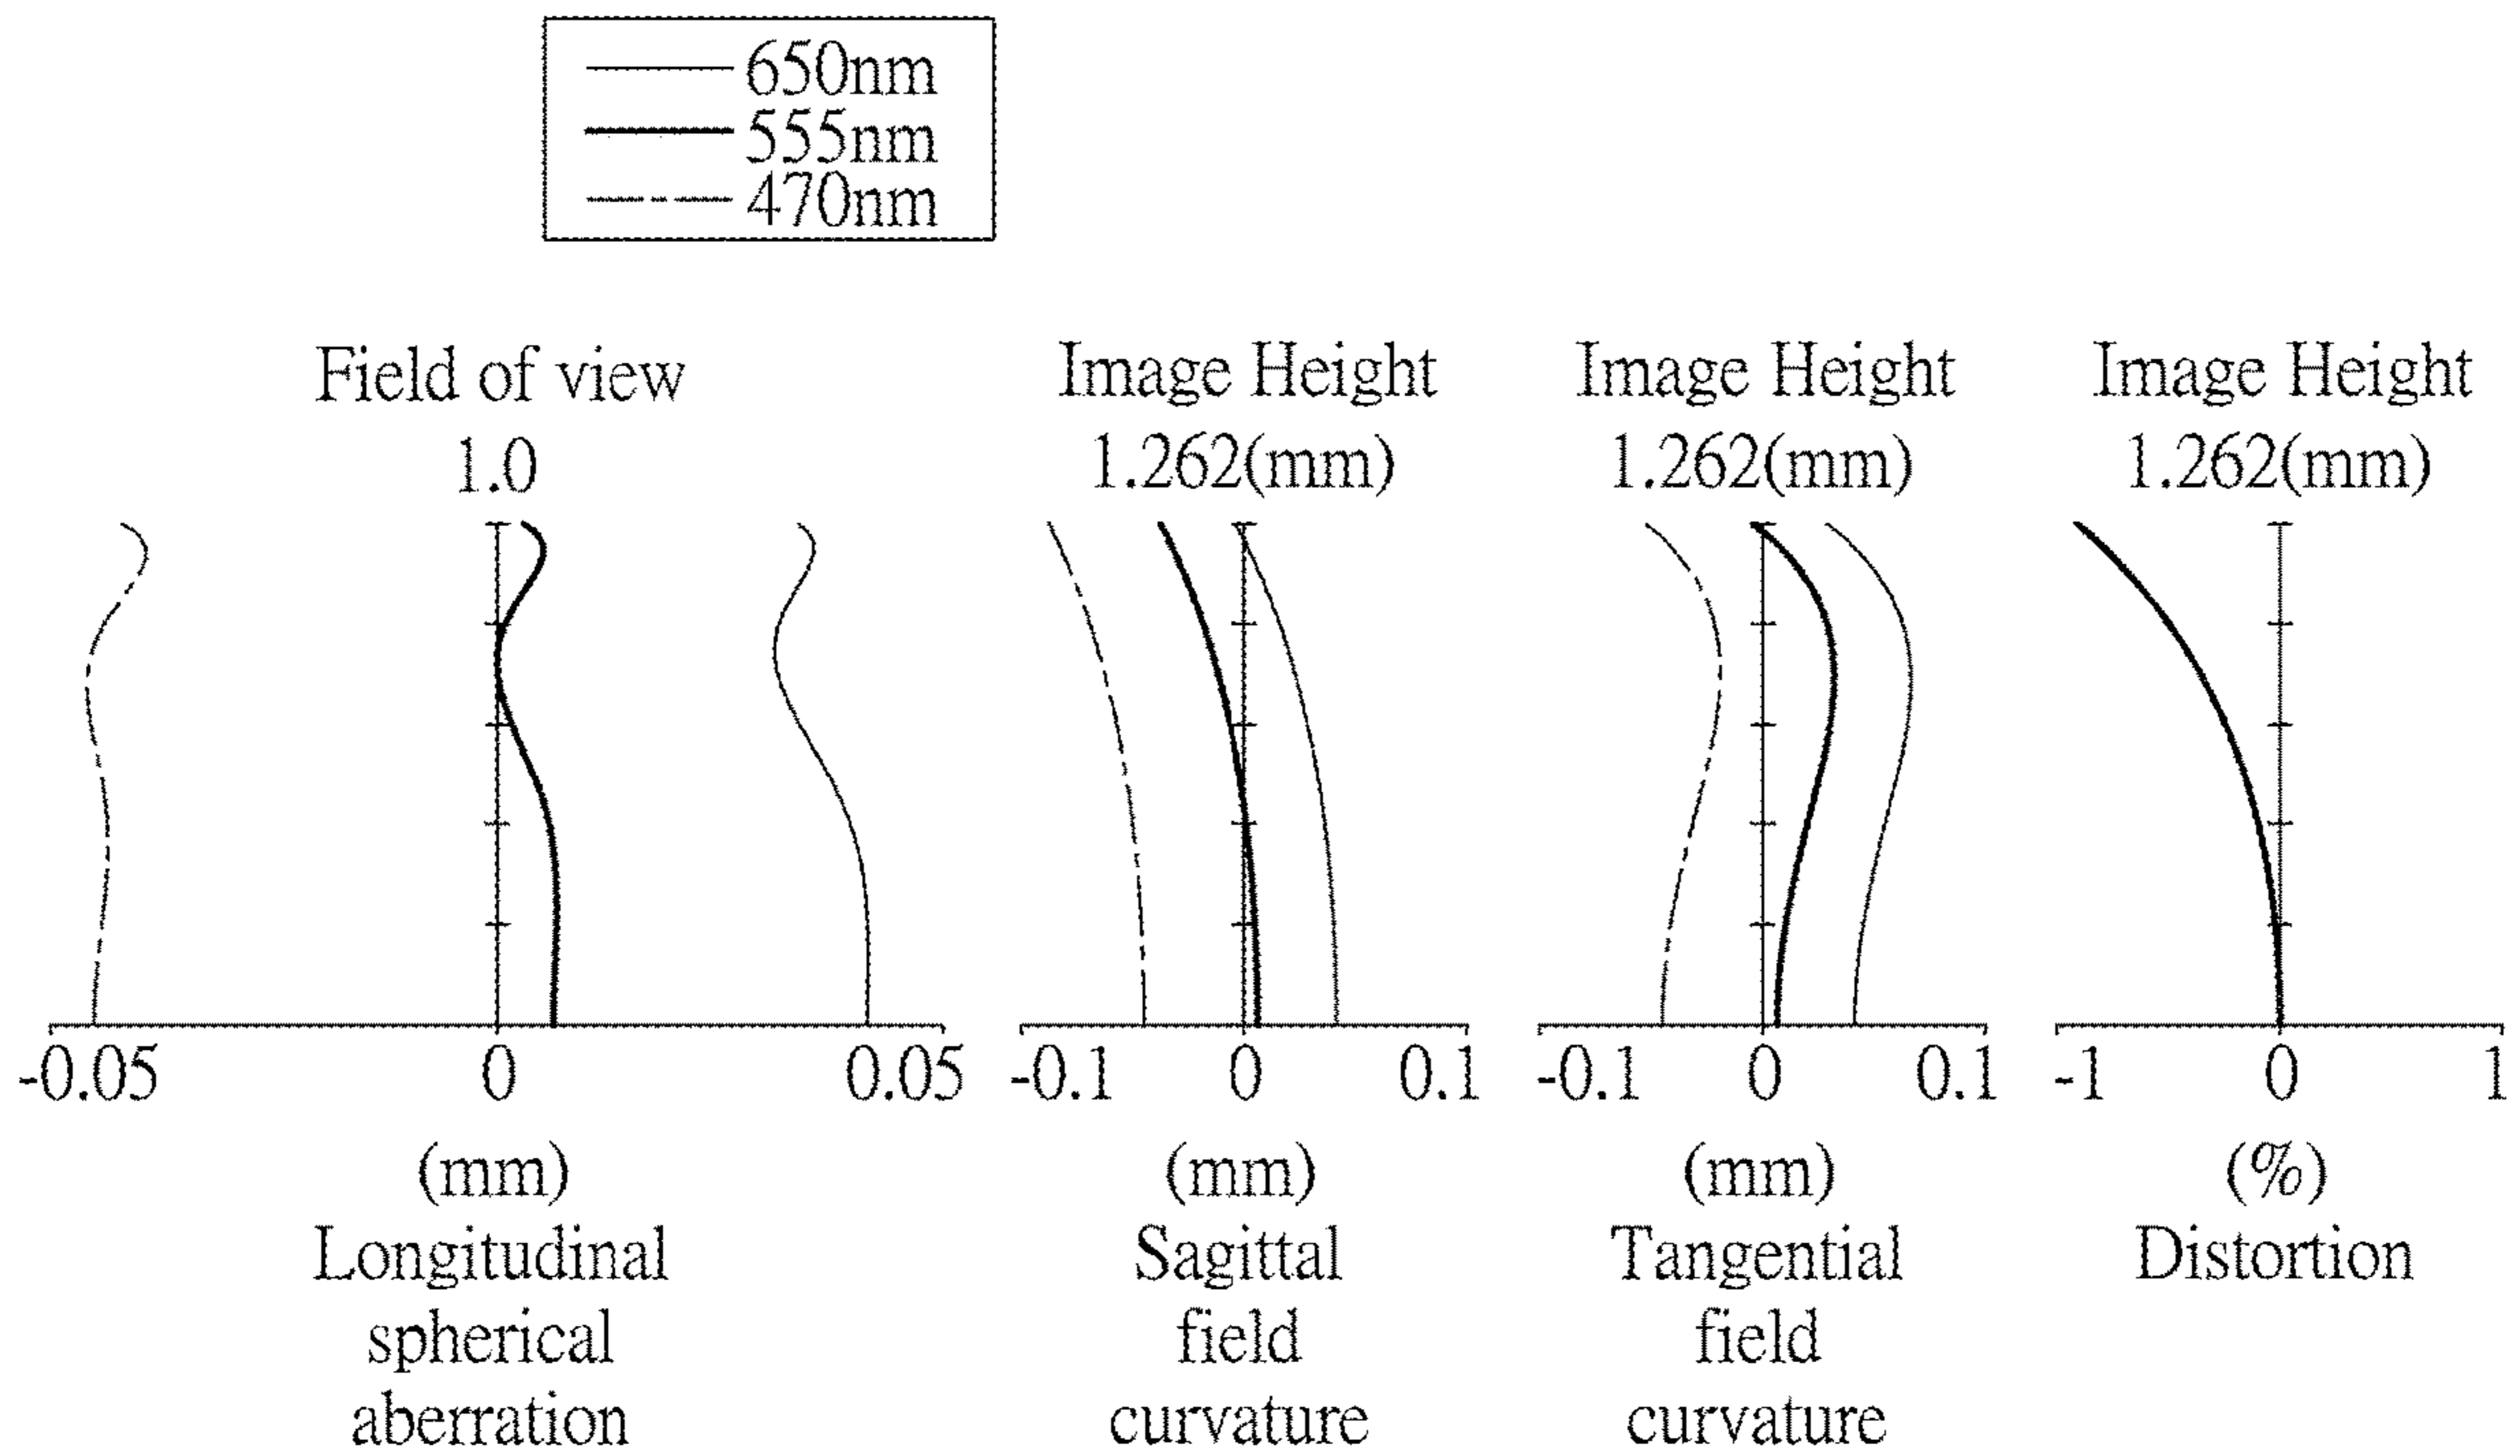 650nm
555nm
470nm
Field of view
1.0
-0.05 0 0.05
(mm)
Longitudinal
spherical
aberration
Image Height
1.262(mm)
-0.1 0 0.1
(mm)
Sagittal
field
curvature
Image Height
1.262(mm)
-0.1 0 0.1
(mm)
Tangential
field
curvature
Image Height
1.262(mm)
-1 0 1
(%)
Distortion